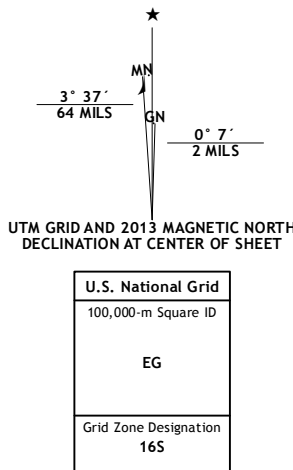 MN
3° 37´
64 MILS
GN
0° 7´
2 MILS
UTM GRID AND 2013 MAGNETIC NORTH
DECLINATION AT CENTER OF SHEET
U.S. National Grid
100,000-m Square ID
EG
Grid Zone Designation
16S